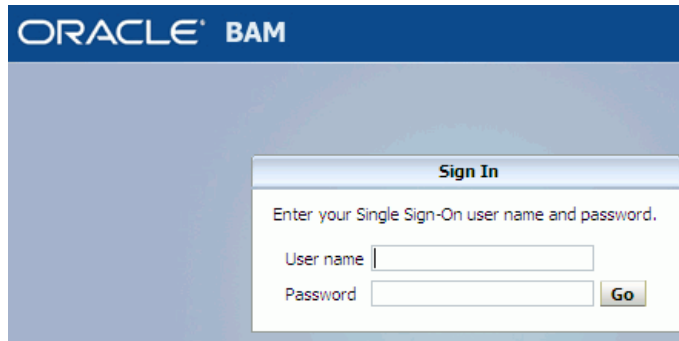 ORACLE BAM
Sign In
Enter your Single Sign-On user name and password.
User name
Password Go